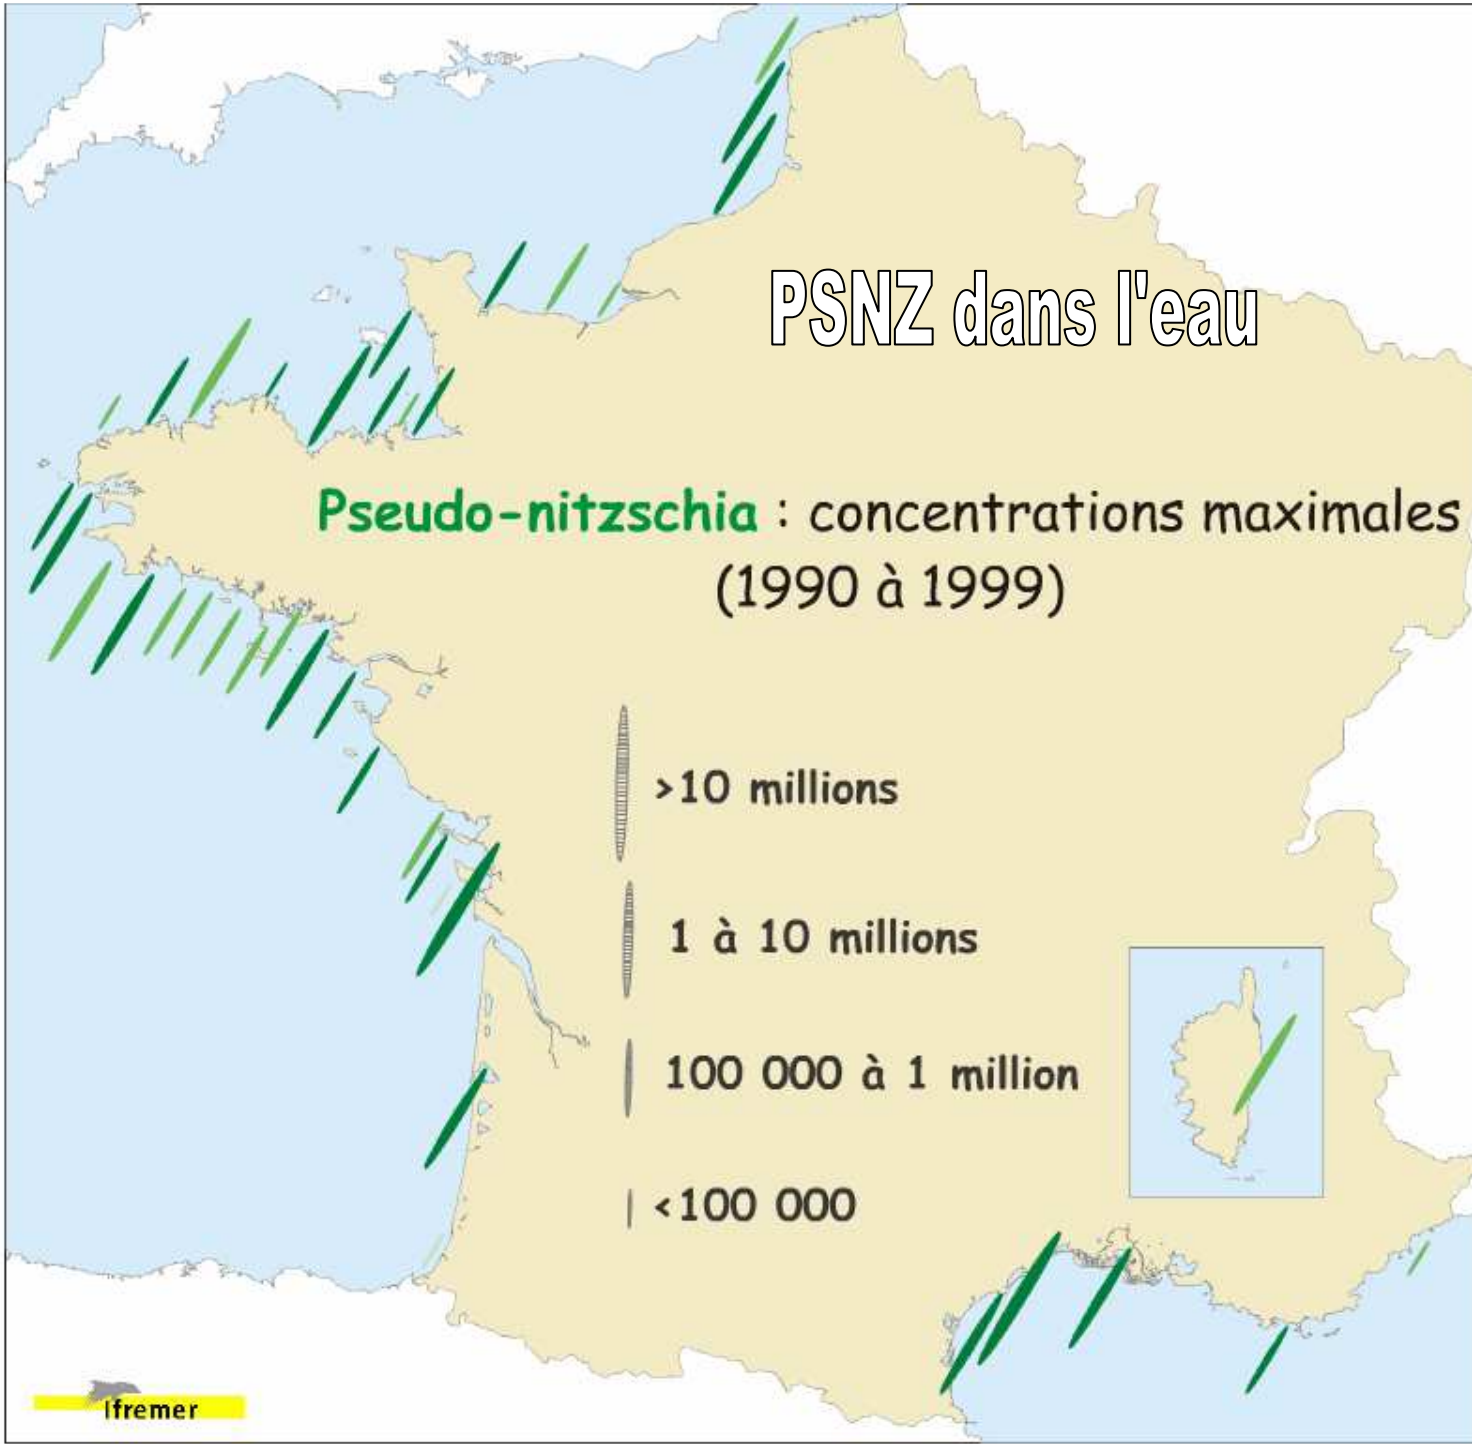 PSNZ dans l'eau
Pseudo-nitzschia : concentrations maximales
(1990 à 1999)
>10 millions
1 à 10 millions
100 000 à 1 million
<100 000
Ifremer